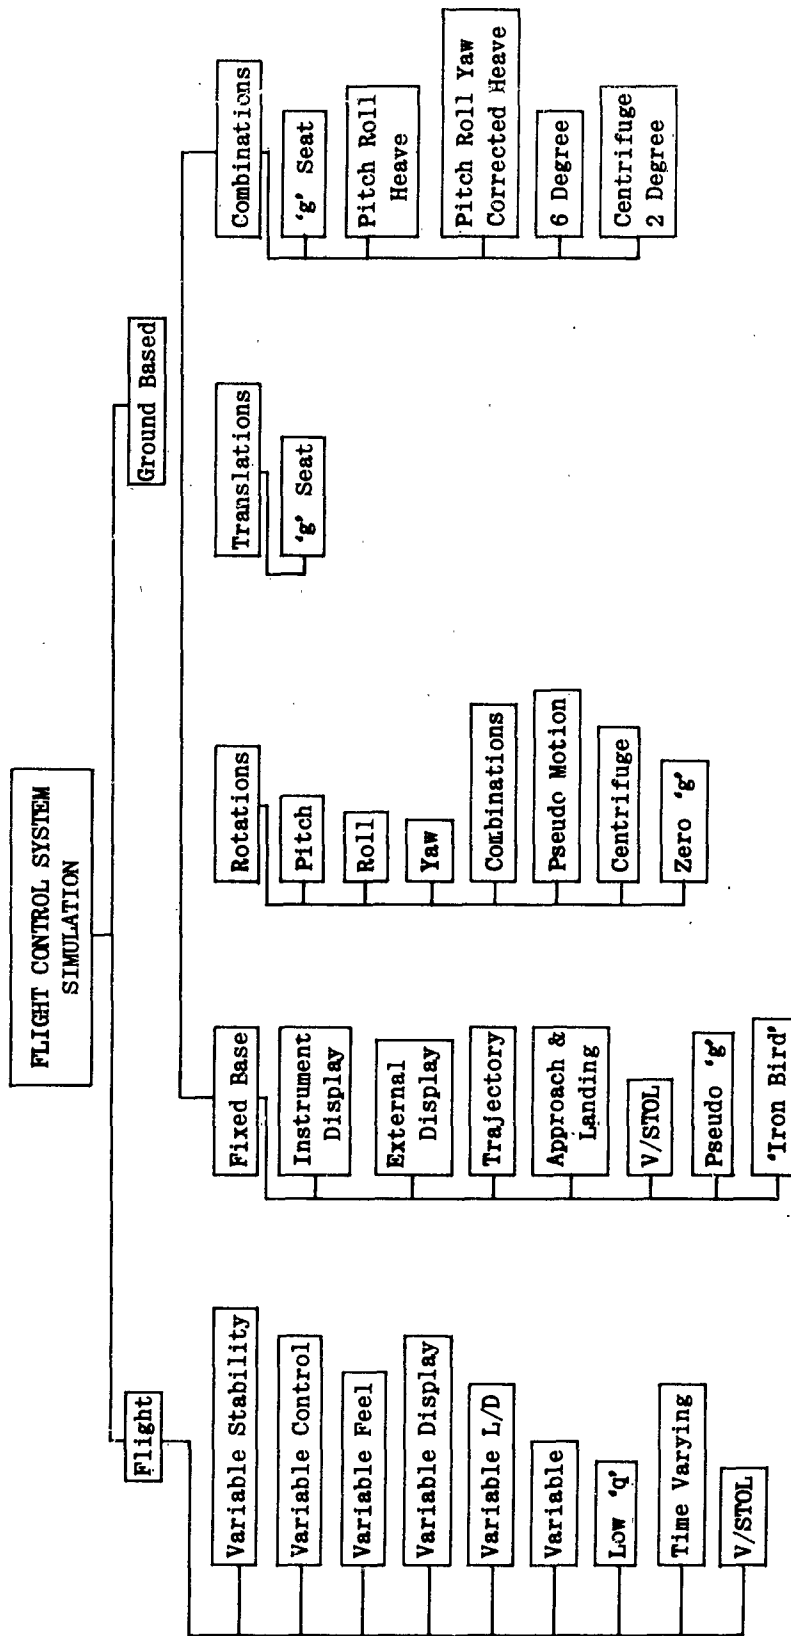 FLIGHT CONTROL SYSTEM
SIMULATION
Flight
Variable Stability
Variable Control
Variable Feel
Variable Display
Variable L/D
Variable
Low 'q'
Time Varying
V/STOL
Ground Based
Fixed Base
Instrument
Display
External
Display
Trajectory
Approach &
Landing
V/STOL
Pseudo 'g'
'Iron Bird'
Rotations
Pitch
Roll
Yaw
Combinations
Pseudo Motion
Centrifuge
Zero 'g'
Translations
'g' Seat
Combinations
'g' Seat
Pitch Roll
Heave
Pitch Roll Yaw
Corrected Heave
6 Degree
Centrifuge
2 Degree